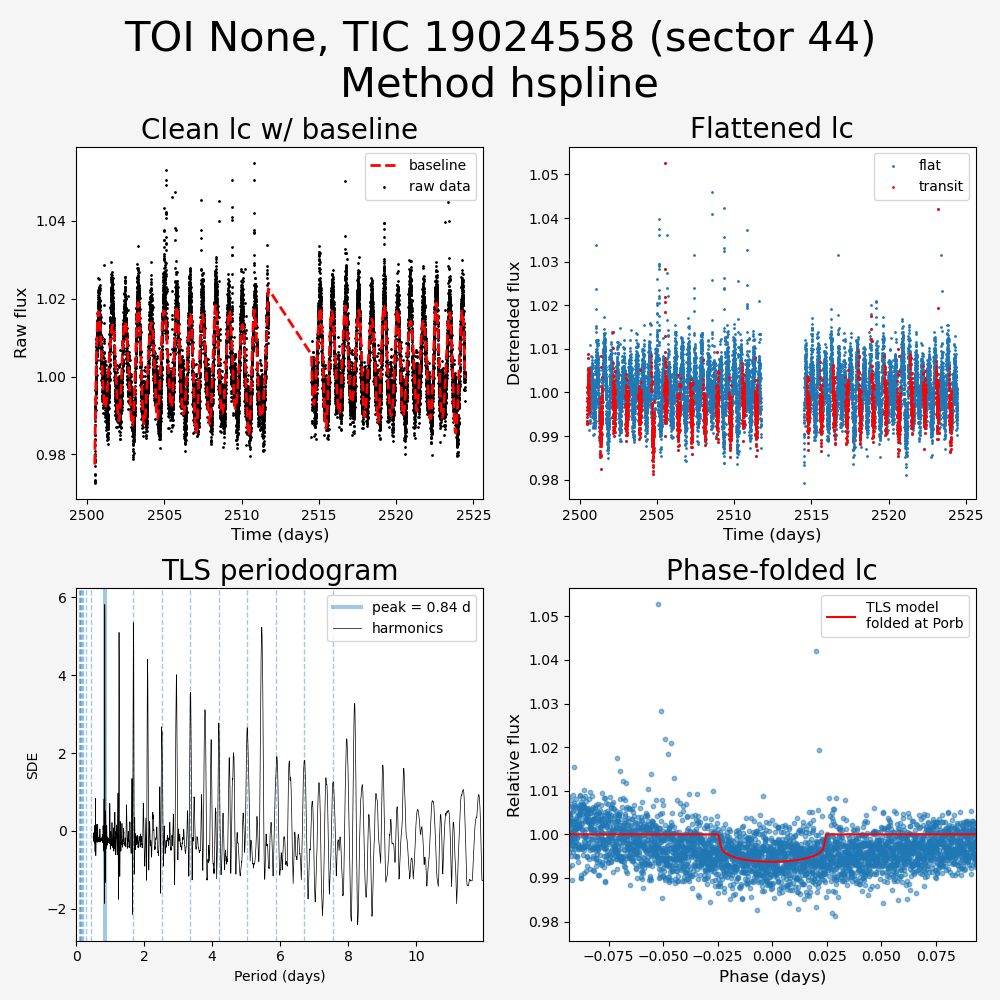 TOI None, TIC 19024558 (sector 44)
Method hspline
Clean lc w/ baseline
Raw flux
1.04
1.02
1.00
0.98
baseline
raw data
2500 2505 2510 2515 2520 2525
Time (days)
Flattened lc
Detrended flux
1.05
1.04
1.03
1.02
1.01
1.00
0.99
0.98
flat
transit
2500 2505 2510 2515 2520 2525
Time (days)
TLS periodogram
SDE
6
4
2
0
−2
peak = 0.84 d
harmonics
0 2 4 6 8 10
Period (days)
Phase-folded lc
Relative flux
1.05
1.04
1.03
1.02
1.01
1.00
0.99
0.98
TLS model
folded at Porb
−0.075 −0.050 −0.025 0.000 0.025 0.050 0.075
Phase (days)